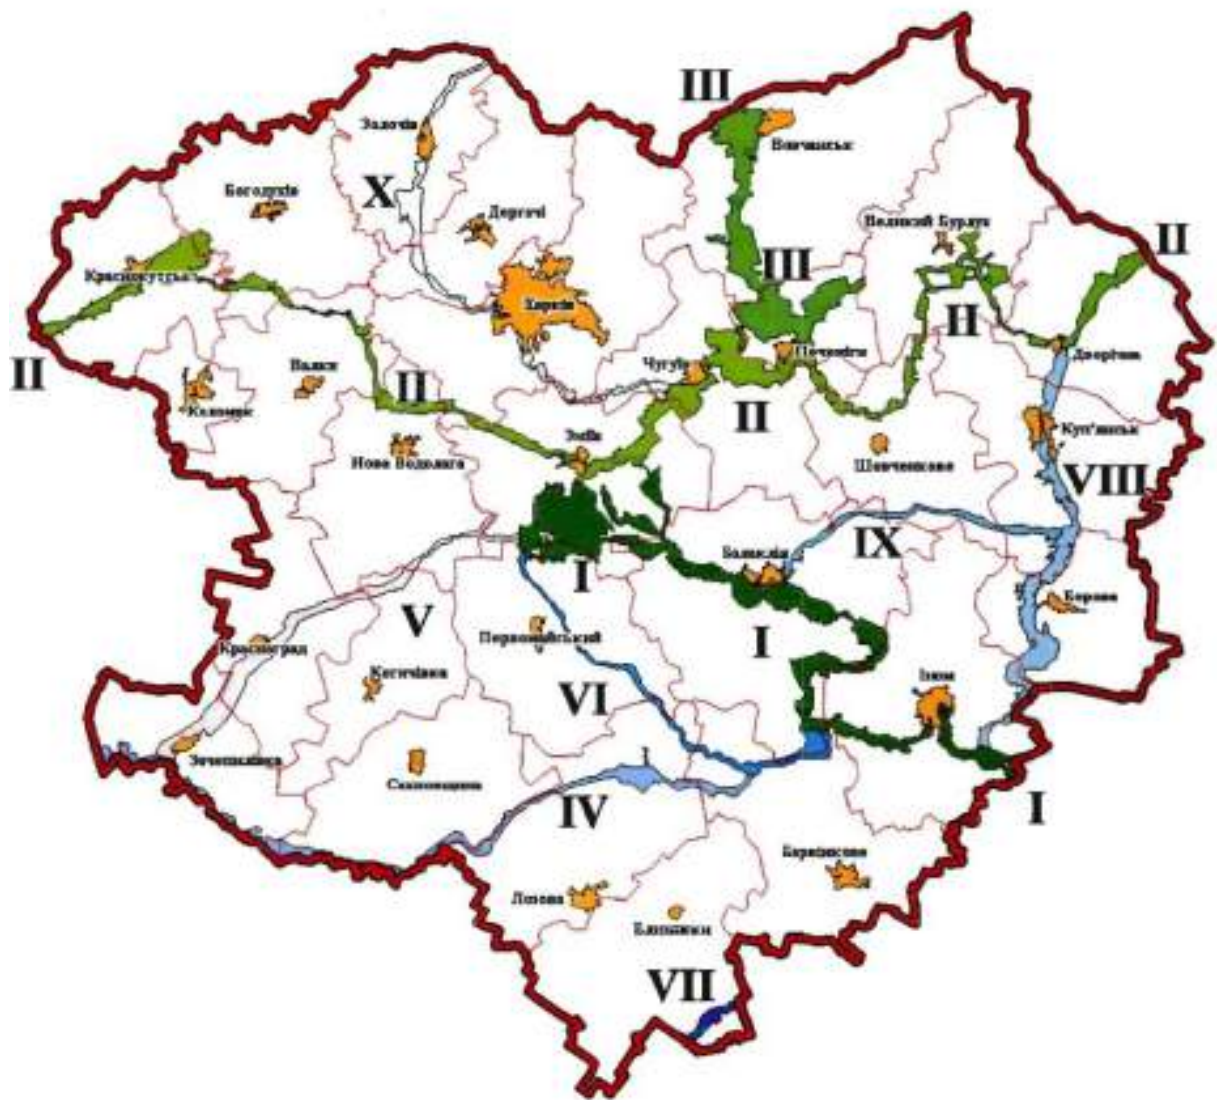 III
Золочів
Вовчанськ
X
Богодухів
Дергачі
Великий Бурлук
II
III
Краснокутськ
Харків
II
Дворічна
II
Валки
Чугуїв
Печеніги
II
Коломак
II
Куп'янськ
Зміїв
Нова Водолага
Шевченкове
VIII
IX
Балаклія
I
Борова
V
Первомайський
I
Красноград
Кегичівка
Ізюм
VI
Зачепилівка
Сахновщина
IV
I
Барвінкове
Лозова
Близнюки
VII